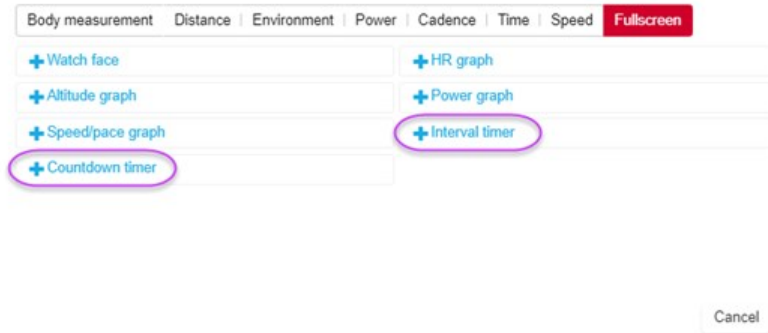 Body measurement Distance Environment Power Cadence Time Speed Fullscreen
Watch face HR graph
Altitude graph Power graph
Speed/pace graph Interval timer
Countdown timer
Cancel